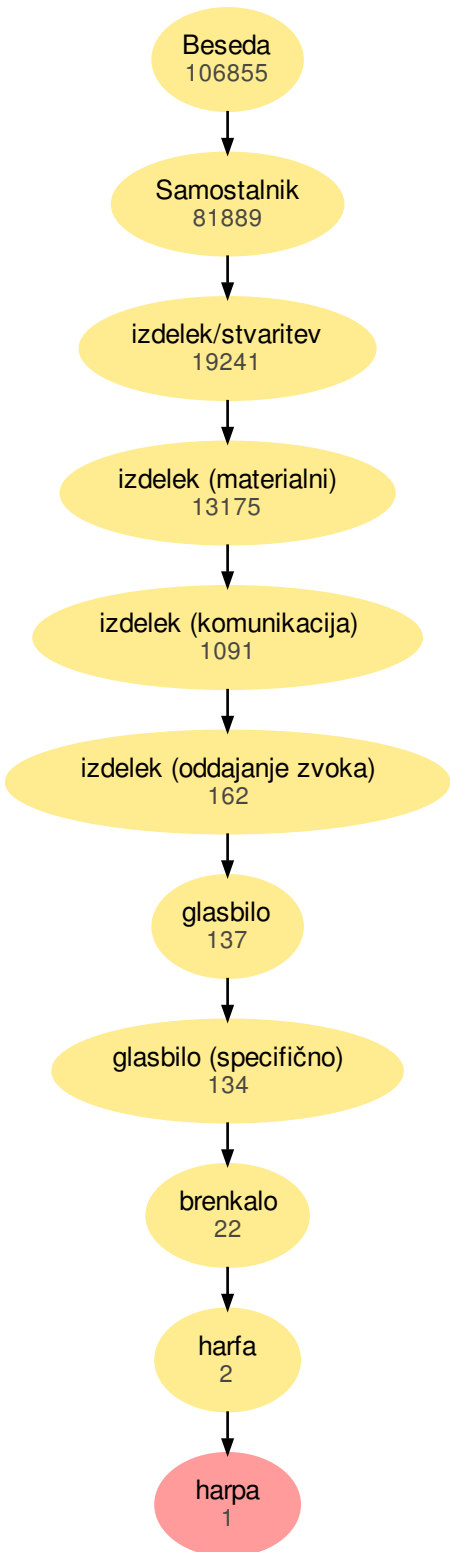 Beseda
106855
Samostalnik
81889
izdelek/stvaritev
19241
izdelek (materialni)
13175
izdelek (komunikacija)
1091
izdelek (oddajanje zvoka)
162
glasbilo
137
glasbilo (specifično)
134
brenkalo
22
harfa
2
harpa
1